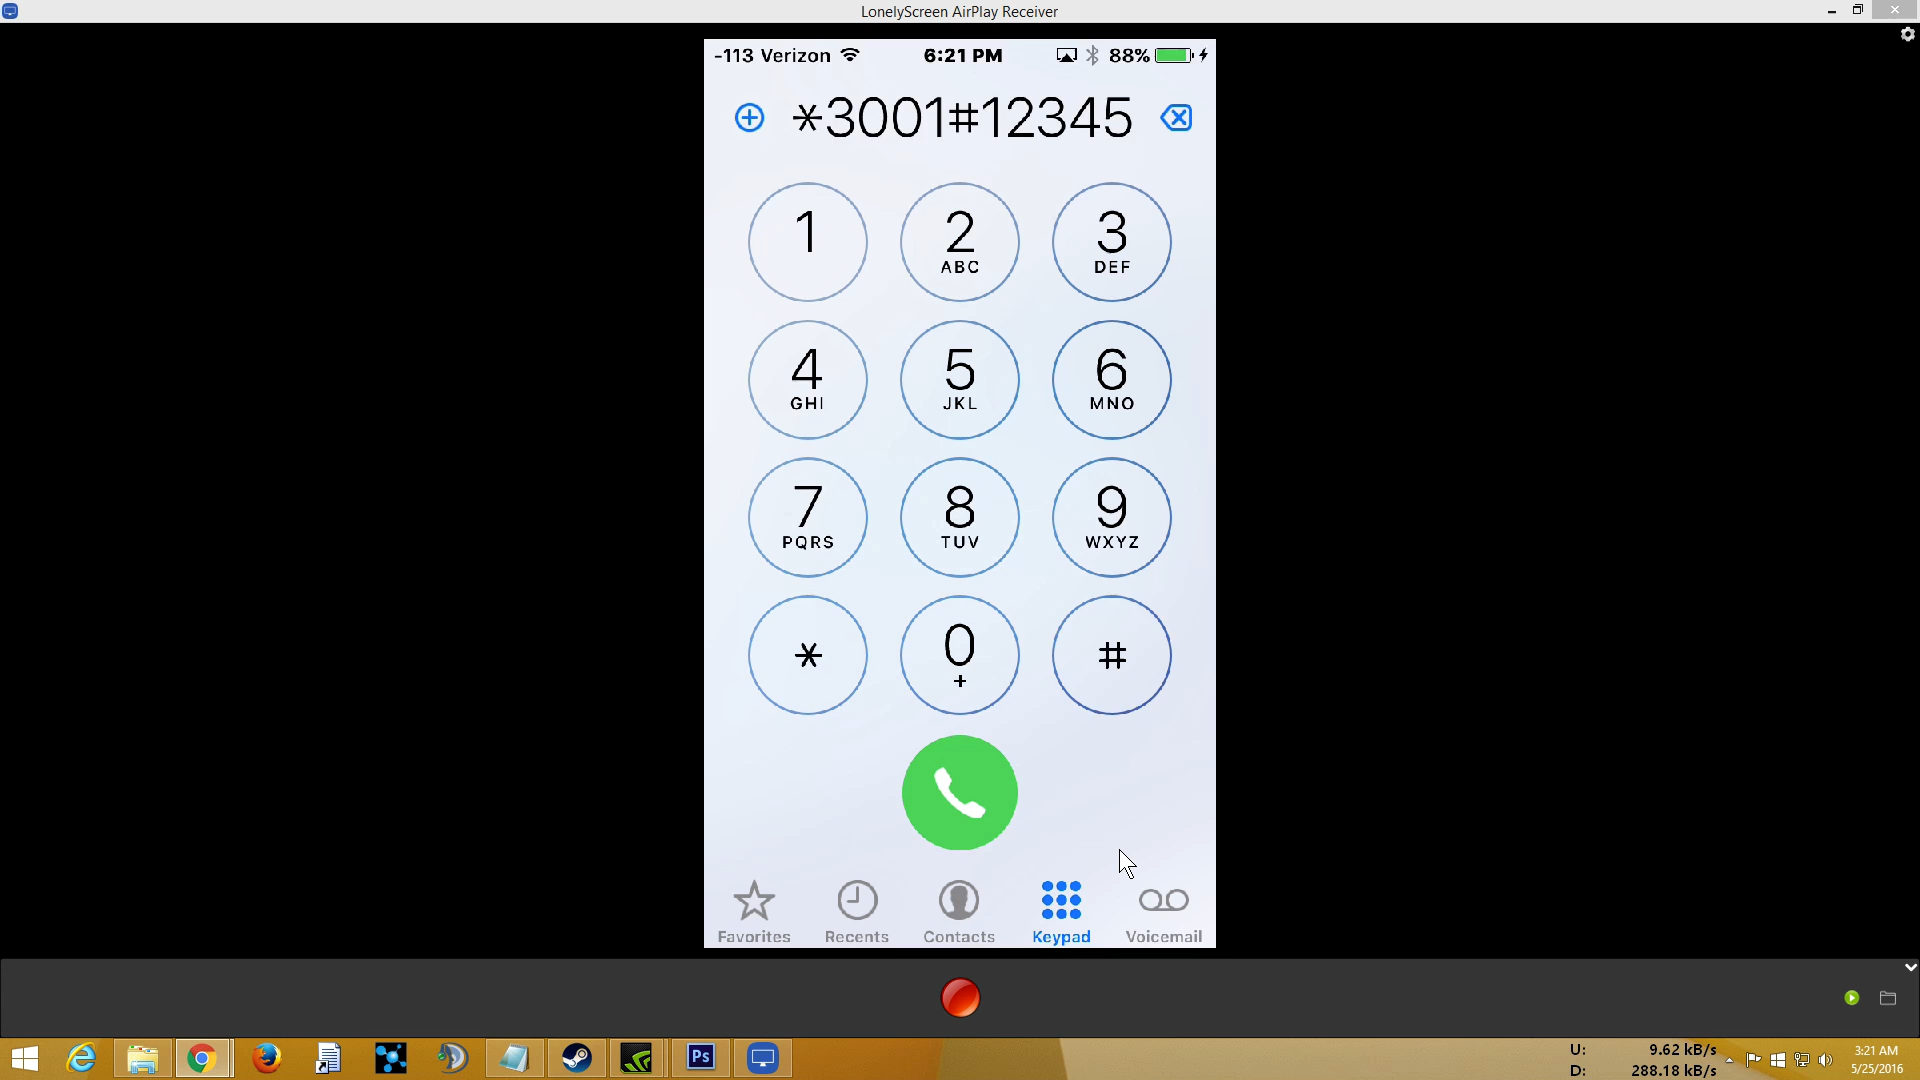 LonelyScreen AirPlay Receiver
-113 Verizon 6:21 PM 88%
*3001#12345
1 2 3
ABC DEF
4 5 6
GHI JKL MNO
7 8 9
PQRS TUV WXYZ
* 0 #
+
Favorites Recents Contacts Keypad Voicemail
Ps
U: 9.62 kB/s
D: 288.18 kB/s
3:21 AM
5/25/2016